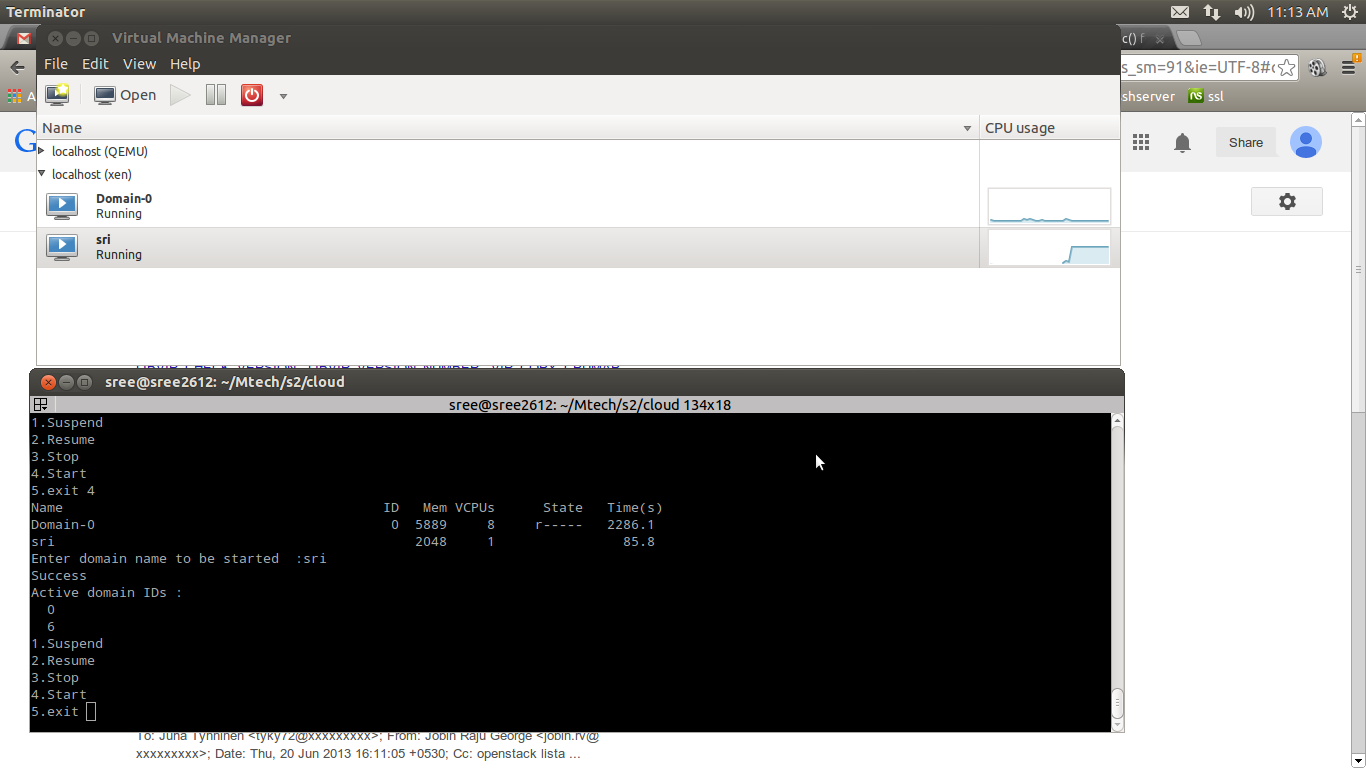 Terminator
11:13 AM
Virtual Machine Manager
c() f
File Edit View Help
s_sm=91&ie=UTF-8#
Open
shserver
ssl
Name
CPU usage
localhost (QEMU)
Share
localhost (xen)
Domain-0
Running
sri
Running
sree@sree2612: ~/Mtech/s2/cloud
sree@sree2612: ~/Mtech/s2/cloud 134x18
1.Suspend
2.Resume
3.Stop
4.Start
5.exit 4
Name ID Mem VCPUs State Time(s)
Domain-0 0 5889 8 r----- 2286.1
sri 2048 1 85.8
Enter domain name to be started :sri
Success
Active domain IDs :
0
6
1.Suspend
2.Resume
3.Stop
4.Start
5.exit
To: Juha Tynninen <tyky72@xxxxxxxxx>; From: Jobin Raju George <jobin.rv@
xxxxxxxxx>; Date: Thu, 20 Jun 2013 16:11:05 +0530; Cc: openstack lista ...